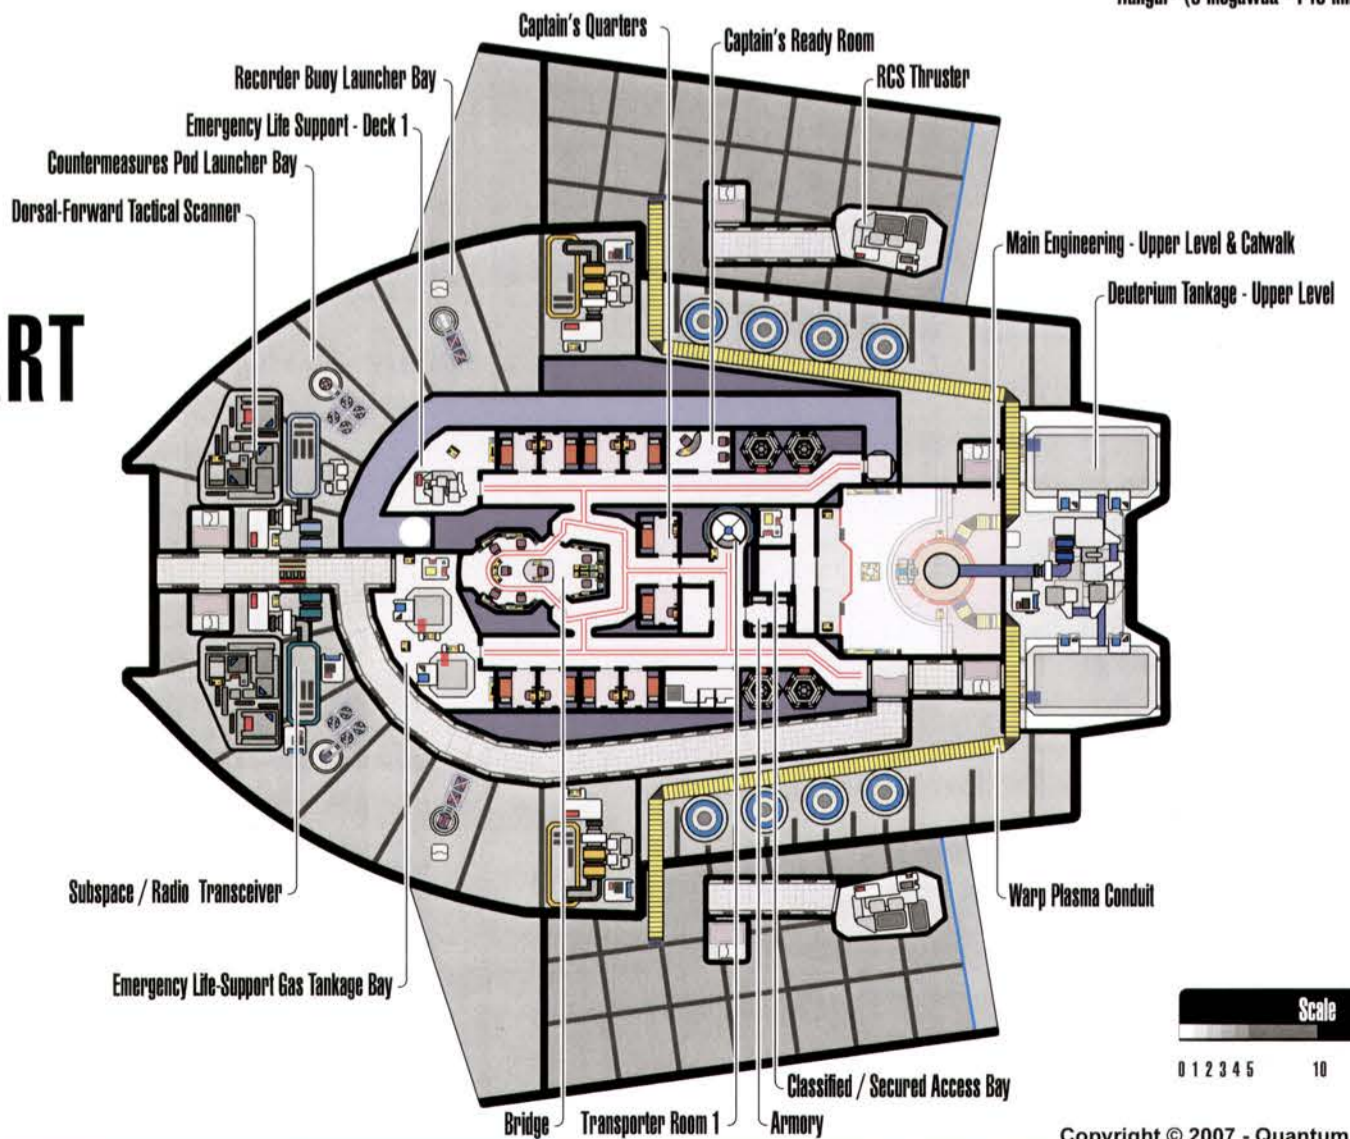 Captain's Quarters
Captain's Ready Room
Recorder Buoy Launcher Bay
RCS Thruster
Emergency Life Support - Deck 1
Countermeasures Pod Launcher Bay
Dorsal-Forward Tactical Scanner
Main Engineering - Upper Level & Catwalk
Deuterium Tankage - Upper Level
RT
Subspace / Radio Transceiver
Warp Plasma Conduit
Emergency Life-Support Gas Tankage Bay
Scale
0 1 2 3 4 5 10
Classified / Secured Access Bay
Bridge
Transporter Room 1
Armory
Copyright © 2007 - Quantum